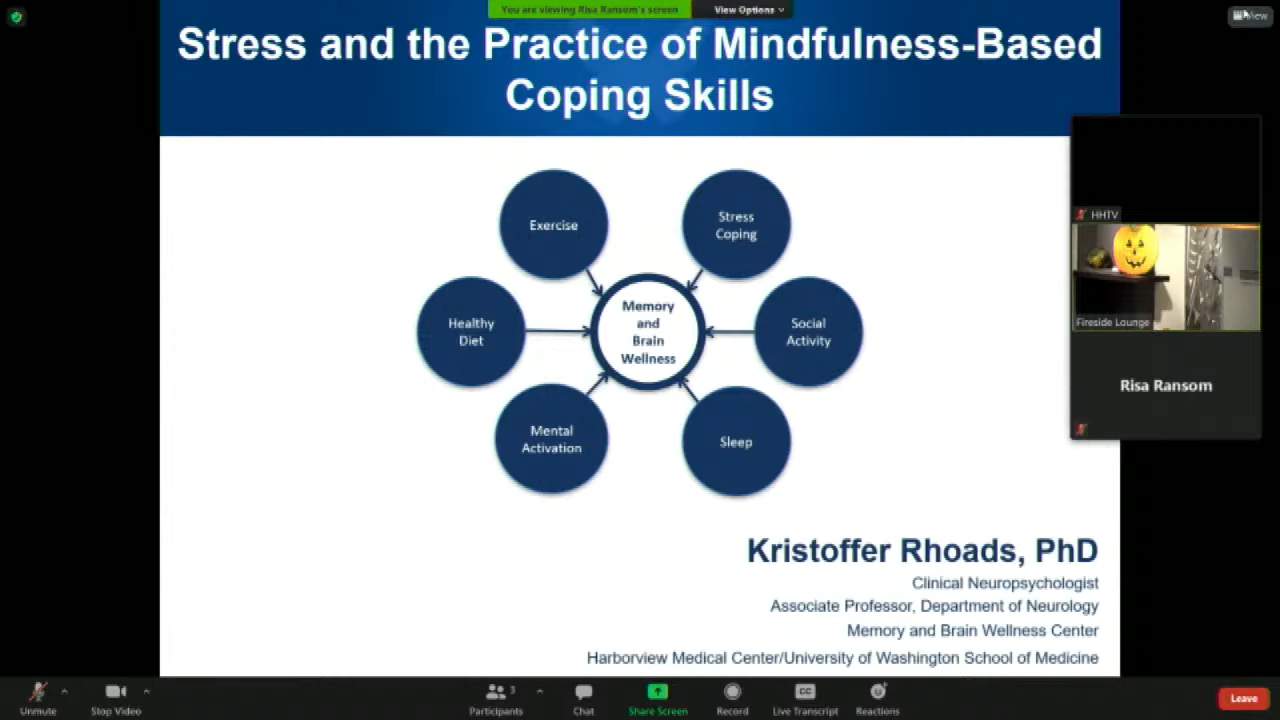 You are viewing Risa Ransom's screen
View Options
View
Stress and the Practice of Mindfulness-Based
Coping Skills
Exercise
Stress
Coping
Healthy
Diet
Memory
and
Brain
Wellness
Social
Activity
Mental
Activation
Sleep
HHTV
Fireside Lounge
Risa Ransom
Kristoffer Rhoads, PhD
Clinical Neuropsychologist
Associate Professor, Department of Neurology
Memory and Brain Wellness Center
Harborview Medical Center/University of Washington School of Medicine
Unmute
Stop Video
Participants
3
Chat
Share Screen
Record
CC
Live Transcript
Reactions
Leave